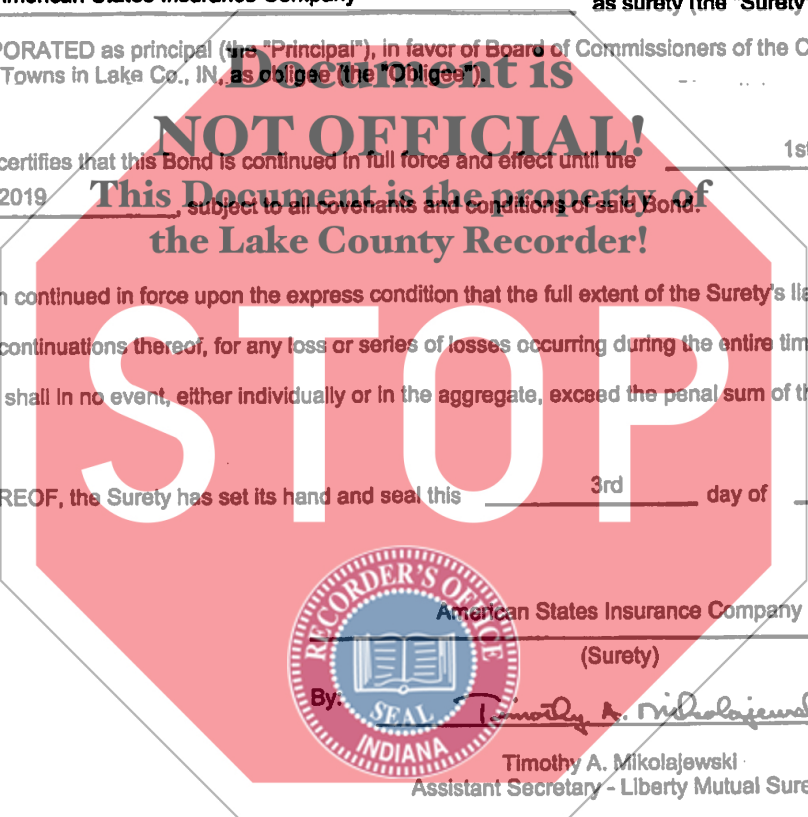 American States Insurance Company as surety (the "Surety
PORATED as principal (the "Principal"), in favor of Board of Commissioners of the C
Towns in Lake Co., IN, as obligee (the "Obligee").
Document is
NOT OFFICIAL!
certifies that this Bond is continued in full force and effect until the 1st
This Document is the property of
2019 , subject to all covenants and conditions of said Bond.
the Lake County Recorder!
n continued in force upon the express condition that the full extent of the Surety's lia
STOP
continuations thereof, for any loss or series of losses occurring during the entire tim
shall in no event, either individually or in the aggregate, exceed the penal sum of th
REOF, the Surety has set its hand and seal this 3rd day of
RECORDER'S OFFICE
SEAL
INDIANA
American States Insurance Company
(Surety)
By: Timothy A. Mikolajews
Timothy A. Mikolajewski
Assistant Secretary - Liberty Mutual Sure